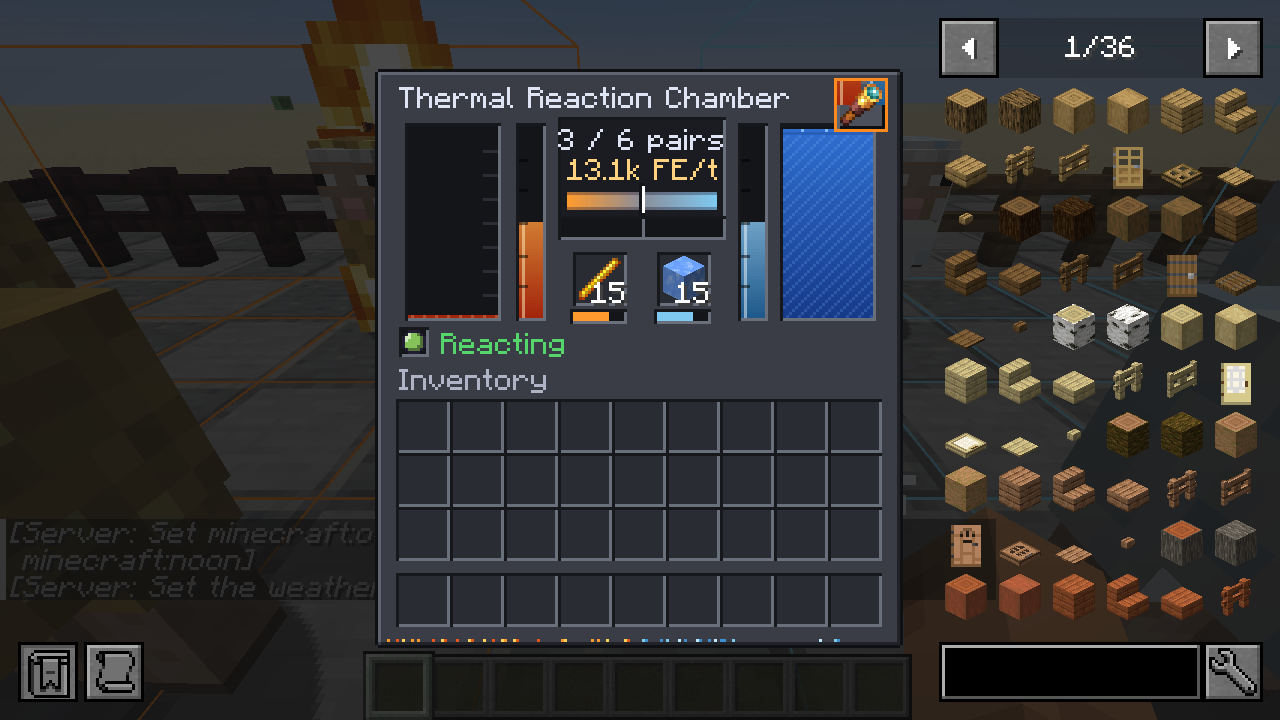 Thermal Reaction Chamber
3 / 6 pairs
13.1k FE/t
15
15
Reacting
Inventory
1/36
[Server: Set minecraft:o
minecraft:noon]
[Server: Set the weather